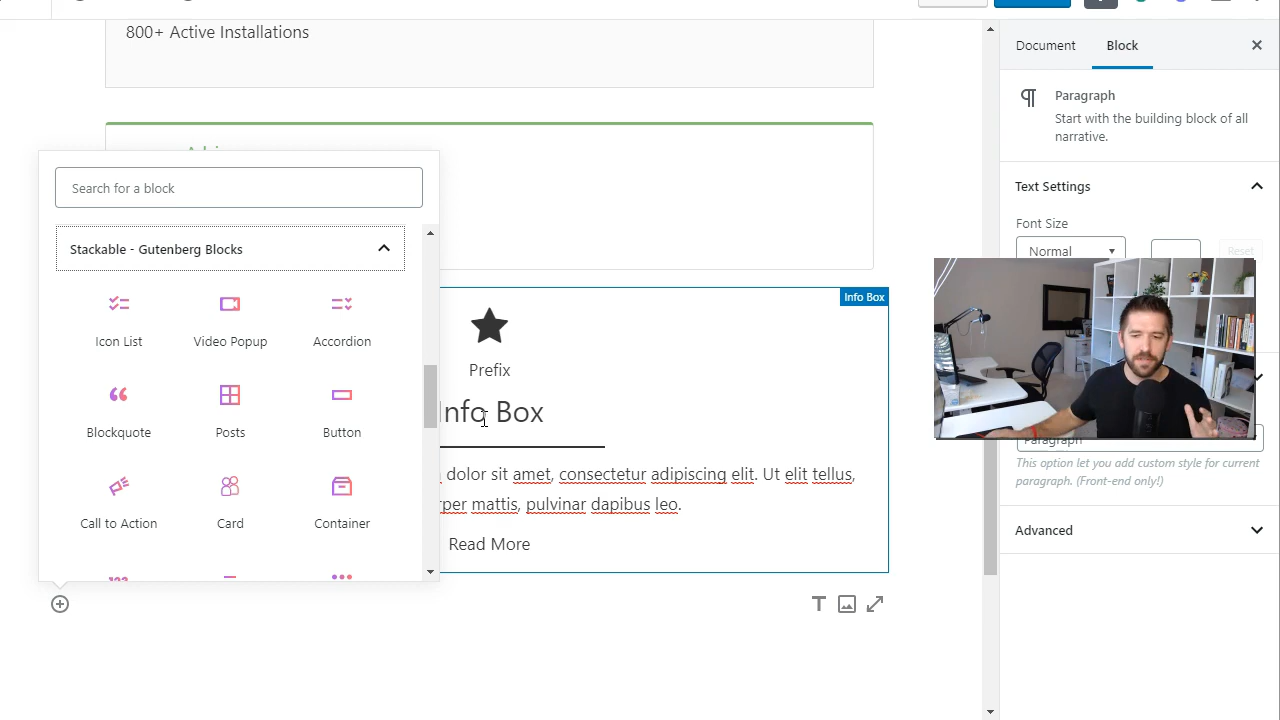 800+ Active Installations
Document
Block
Paragraph
Start with the building block of all
narrative.
Text Settings
Font Size
Normal
Reset
Search for a block
Stackable - Gutenberg Blocks
Icon List
Video Popup
Accordion
Blockquote
Posts
Button
Call to Action
Card
Container
Info Box
Prefix
Info Box
dolor sit amet, consectetur adipiscing elit. Ut elit tellus,
mattis, pulvinar dapibus leo.
Read More
Paragraph
This option let you add custom style for current
paragraph. (Front-end only!)
Advanced